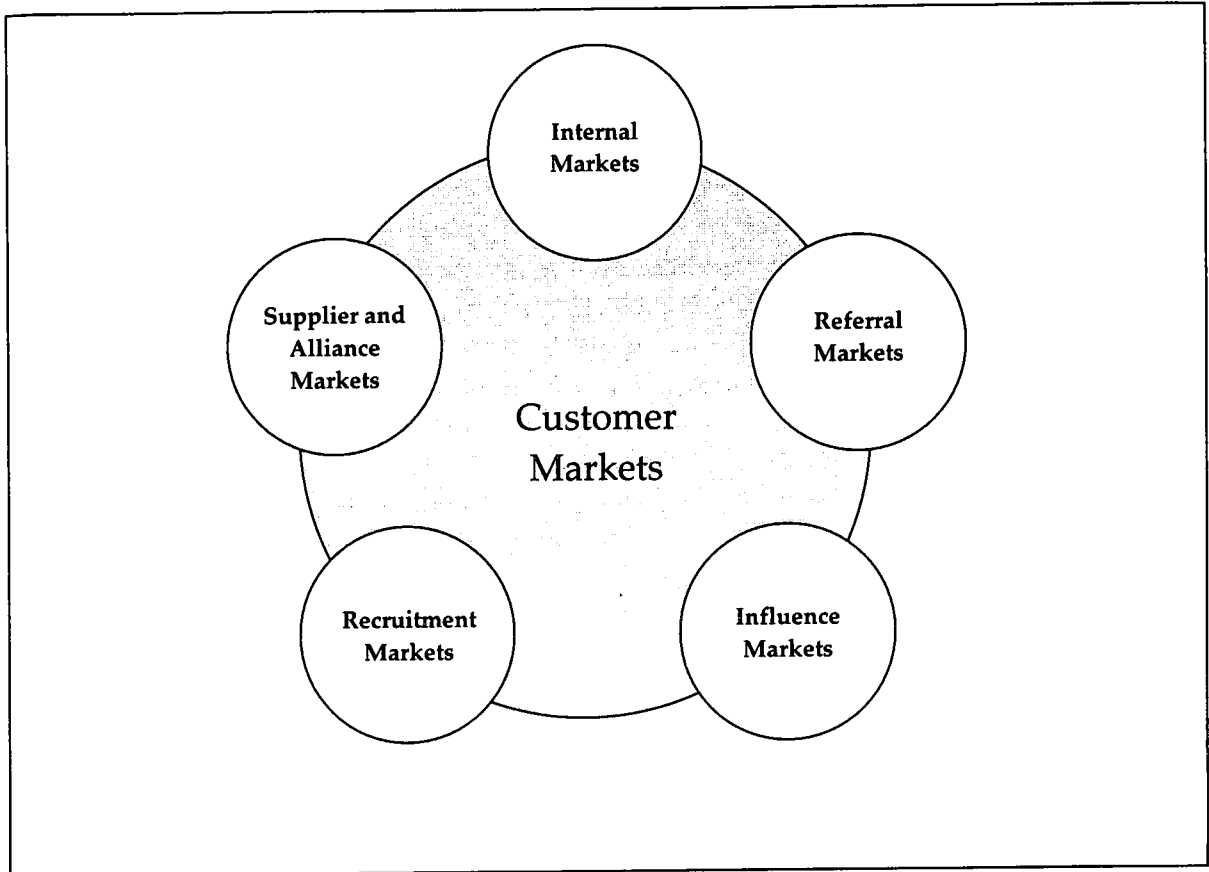 Internal
Markets
Supplier and
Alliance
Markets
Referral
Markets
Customer
Markets
Recruitment
Markets
Influence
Markets